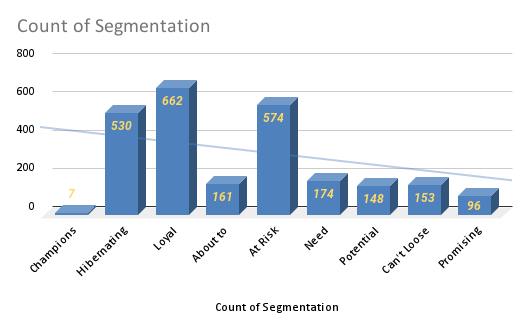 Count of Segmentation
800
600
400
200
0
7
530
662
161
574
174
148
153
96
Champions
Hibernating
Loyal
About to
At Risk
Need
Potential
Can't Loose
Promising
Count of Segmentation